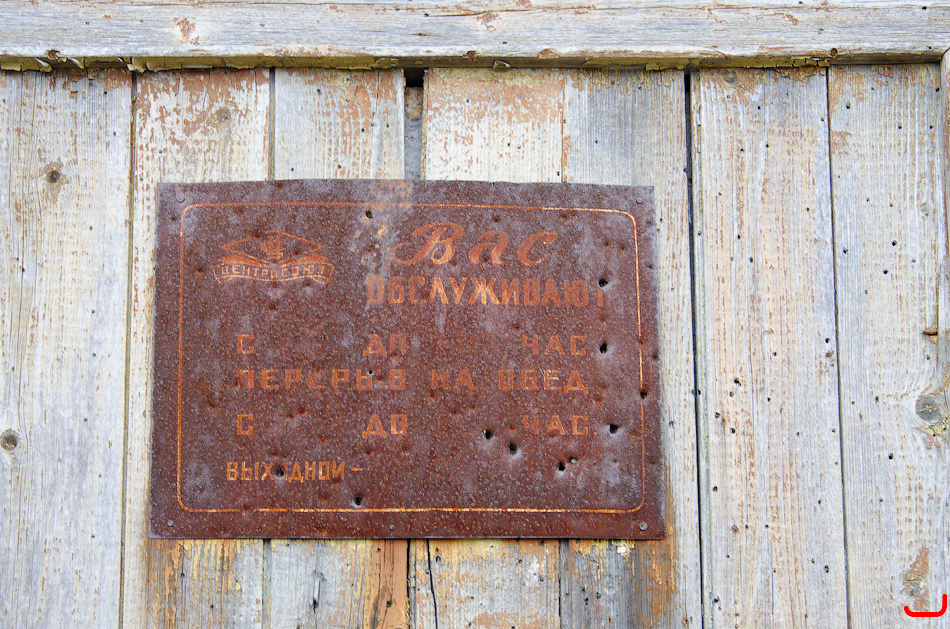 ЦЕНТРОСОЮЗ
Вас
ОБСЛУЖИВАЮТ
С ДО ЧАС.
ПЕРЕРЫВ НА ОБЕД
С ДО ЧАС.
ВЫХОДНОЙ –